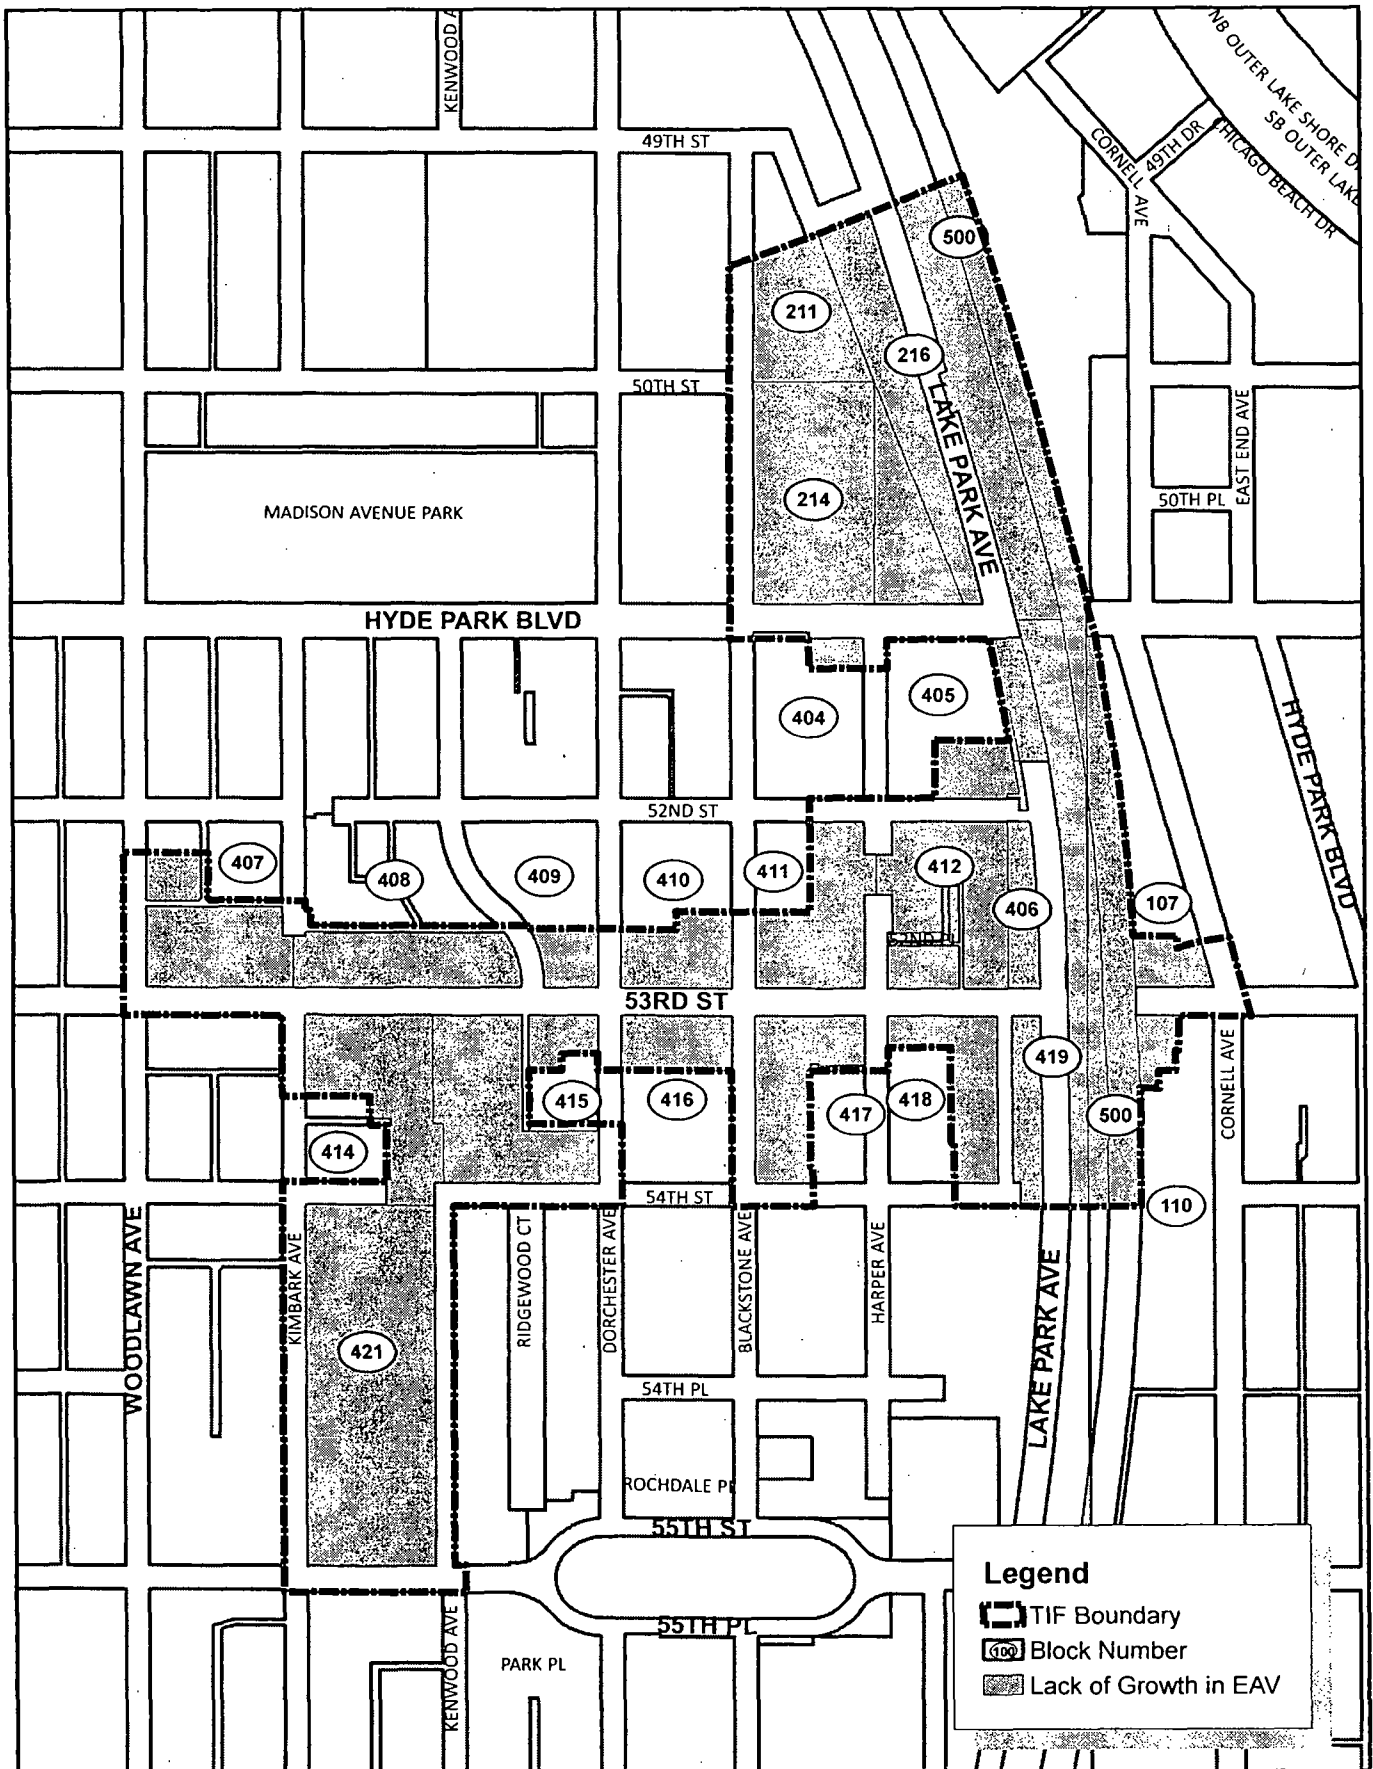 KENWOOD A
NB OUTER LAKE SHORE D
SB OUTER LAKE
49TH ST
CORNELL AVE
49TH DR
CHICAGO BEACH DR
500
211
216
50TH ST
LAKE PARK AVE
EAST END AVE
214
50TH PL
MADISON AVENUE PARK
HYDE PARK BLVD
404
405
HYDE PARK BLVD
52ND ST
407
408
409
410
411
412
406
107
52ND PL
53RD ST
419
415
416
417
418
500
CORNELL AVE
414
54TH ST
110
WOODLAWN AVE
KIMBARK AVE
RIDGEWOOD CT
DORCHESTER AVE
BLACKSTONE AVE
HARPER AVE
LAKE PARK AVE
421
54TH PL
ROCHDALE PL
55TH ST
55TH PL
KENWOOD AVE
PARK PL
Legend
TIF Boundary
100 Block Number
Lack of Growth in EAV